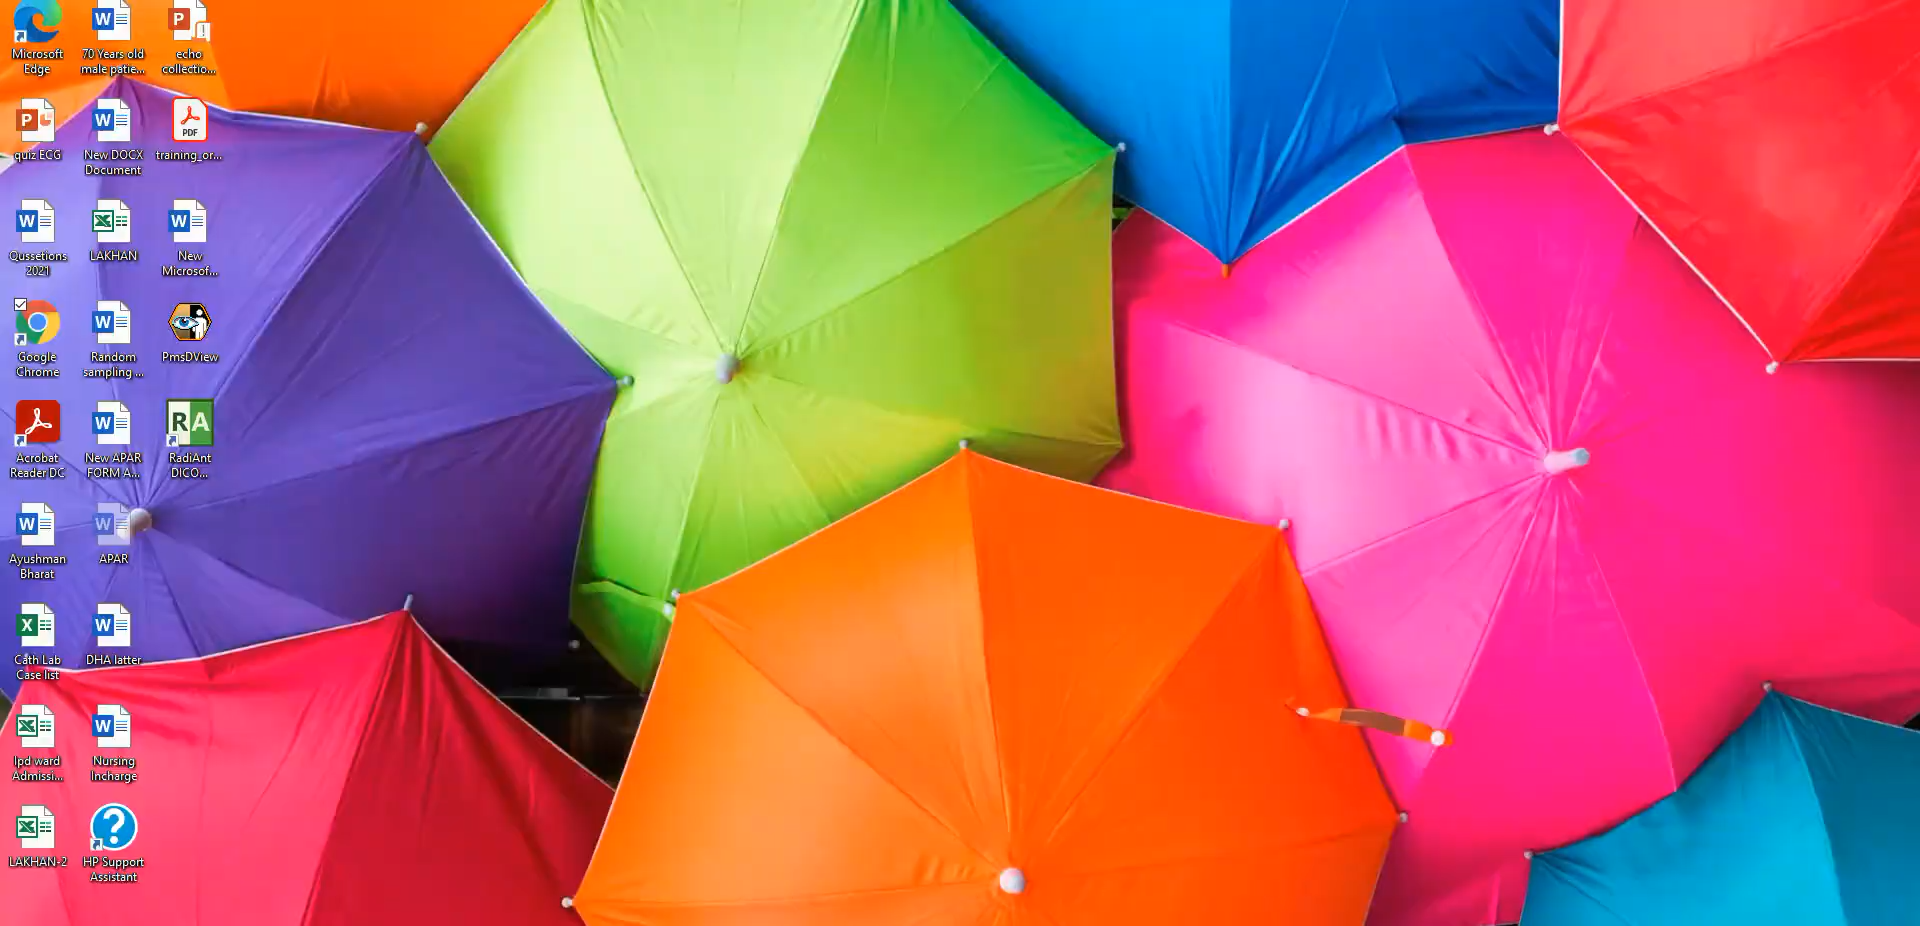 Microsoft
Edge
70 Years old
male patie...
echo
collectio...
quiz ECG
New DOCX
Document
PDF
training_or...
Qussetions
2021
LAKHAN
New
Microsof...
Google
Chrome
Random
sampling ...
PmsDView
Acrobat
Reader DC
New APAR
FORM A...
RA
RadiAnt
DICO...
Ayushman
Bharat
APAR
Cath Lab
Case list
DHA latter
Ipd ward
Admissi...
Nursing
Incharge
LAKHAN-2
HP Support
Assistant